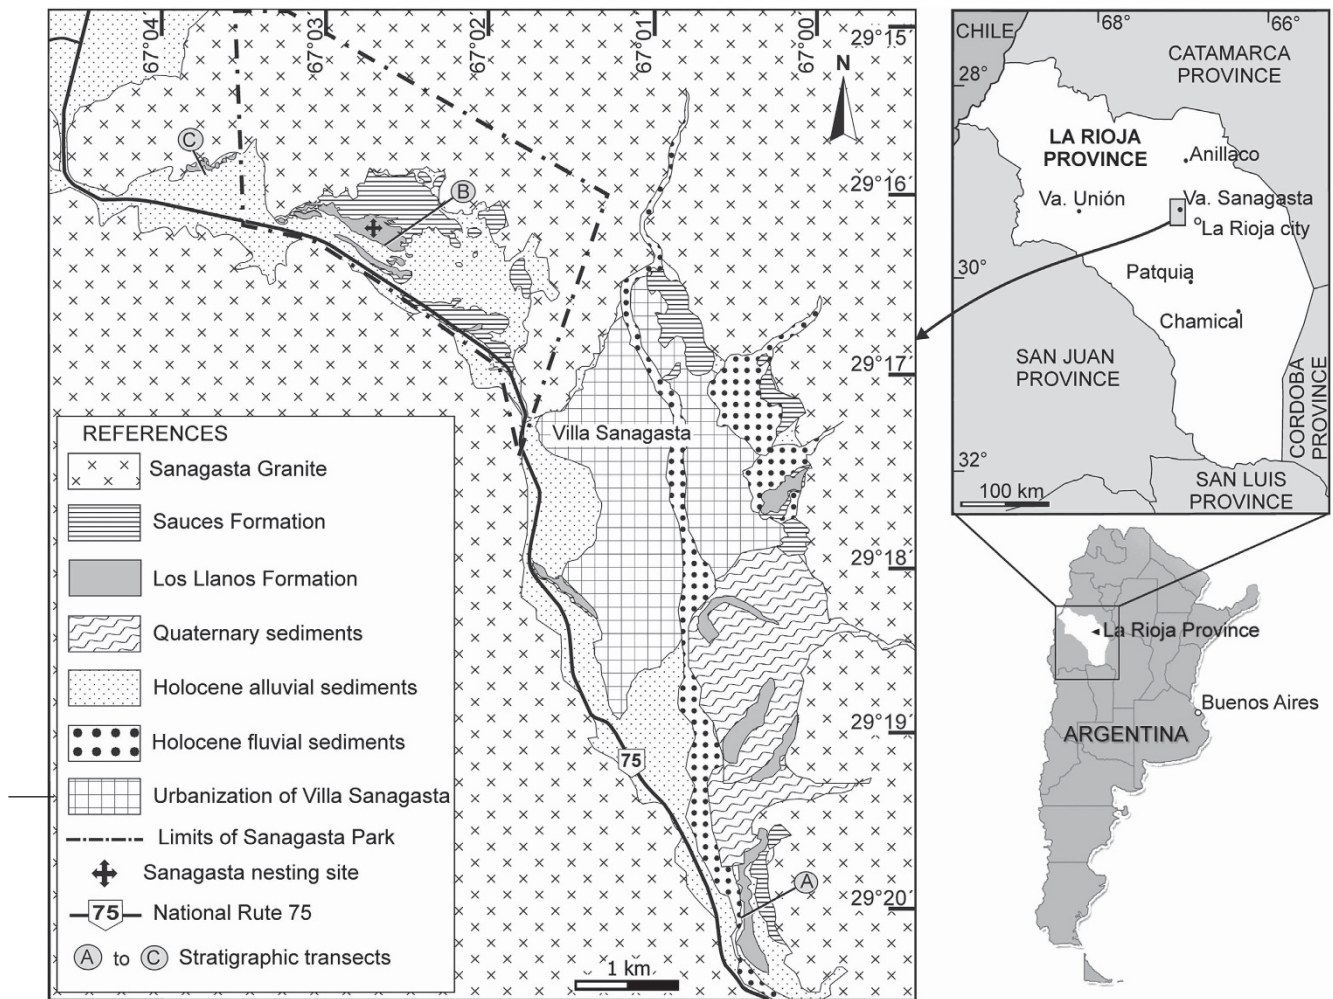 67°04'
67°03'
67°02'
67°01'
67°00'
29°15'
N
C
B
29°16'
29°17'
Villa Sanagasta
29°18'
29°19'
75
29°20'
A
1 km
REFERENCES
Sanagasta Granite
Sauces Formation
Los Llanos Formation
Quaternary sediments
Holocene alluvial sediments
Holocene fluvial sediments
Urbanization of Villa Sanagasta
Limits of Sanagasta Park
Sanagasta nesting site
75 National Route 75
A to C Stratigraphic transects
68°
66°
CHILE
CATAMARCA
PROVINCE
28°
LA RIOJA
PROVINCE
Anillaco
Va. Unión
Va. Sanagasta
La Rioja city
30°
Patquia
Chamical
SAN JUAN
PROVINCE
CORDOBA
PROVINCE
32°
100 km
SAN LUIS
PROVINCE
La Rioja Province
Buenos Aires
ARGENTINA